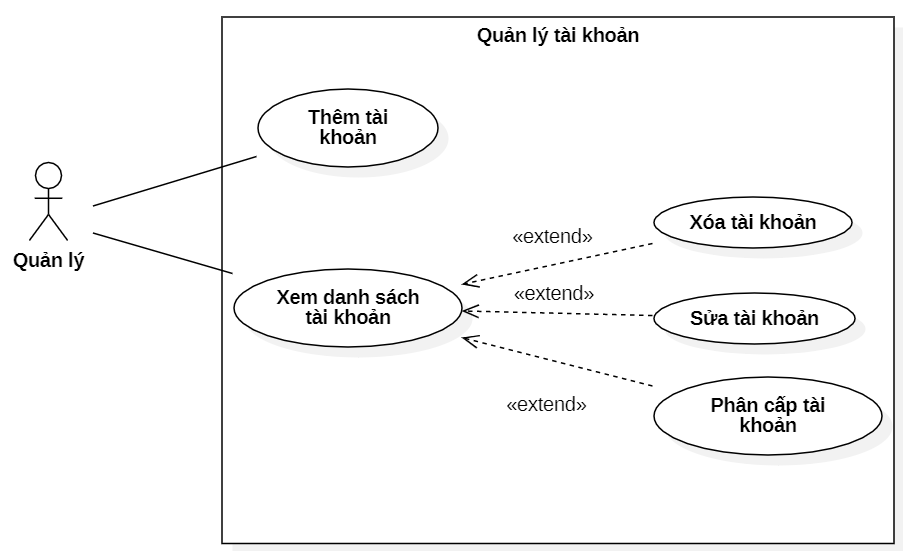 Quản lý tài khoản
Thêm tài
khoản
Quản lý
Xem danh sách
tài khoản
«extend»
Xóa tài khoản
«extend»
Sửa tài khoản
«extend»
Phân cấp tài
khoản